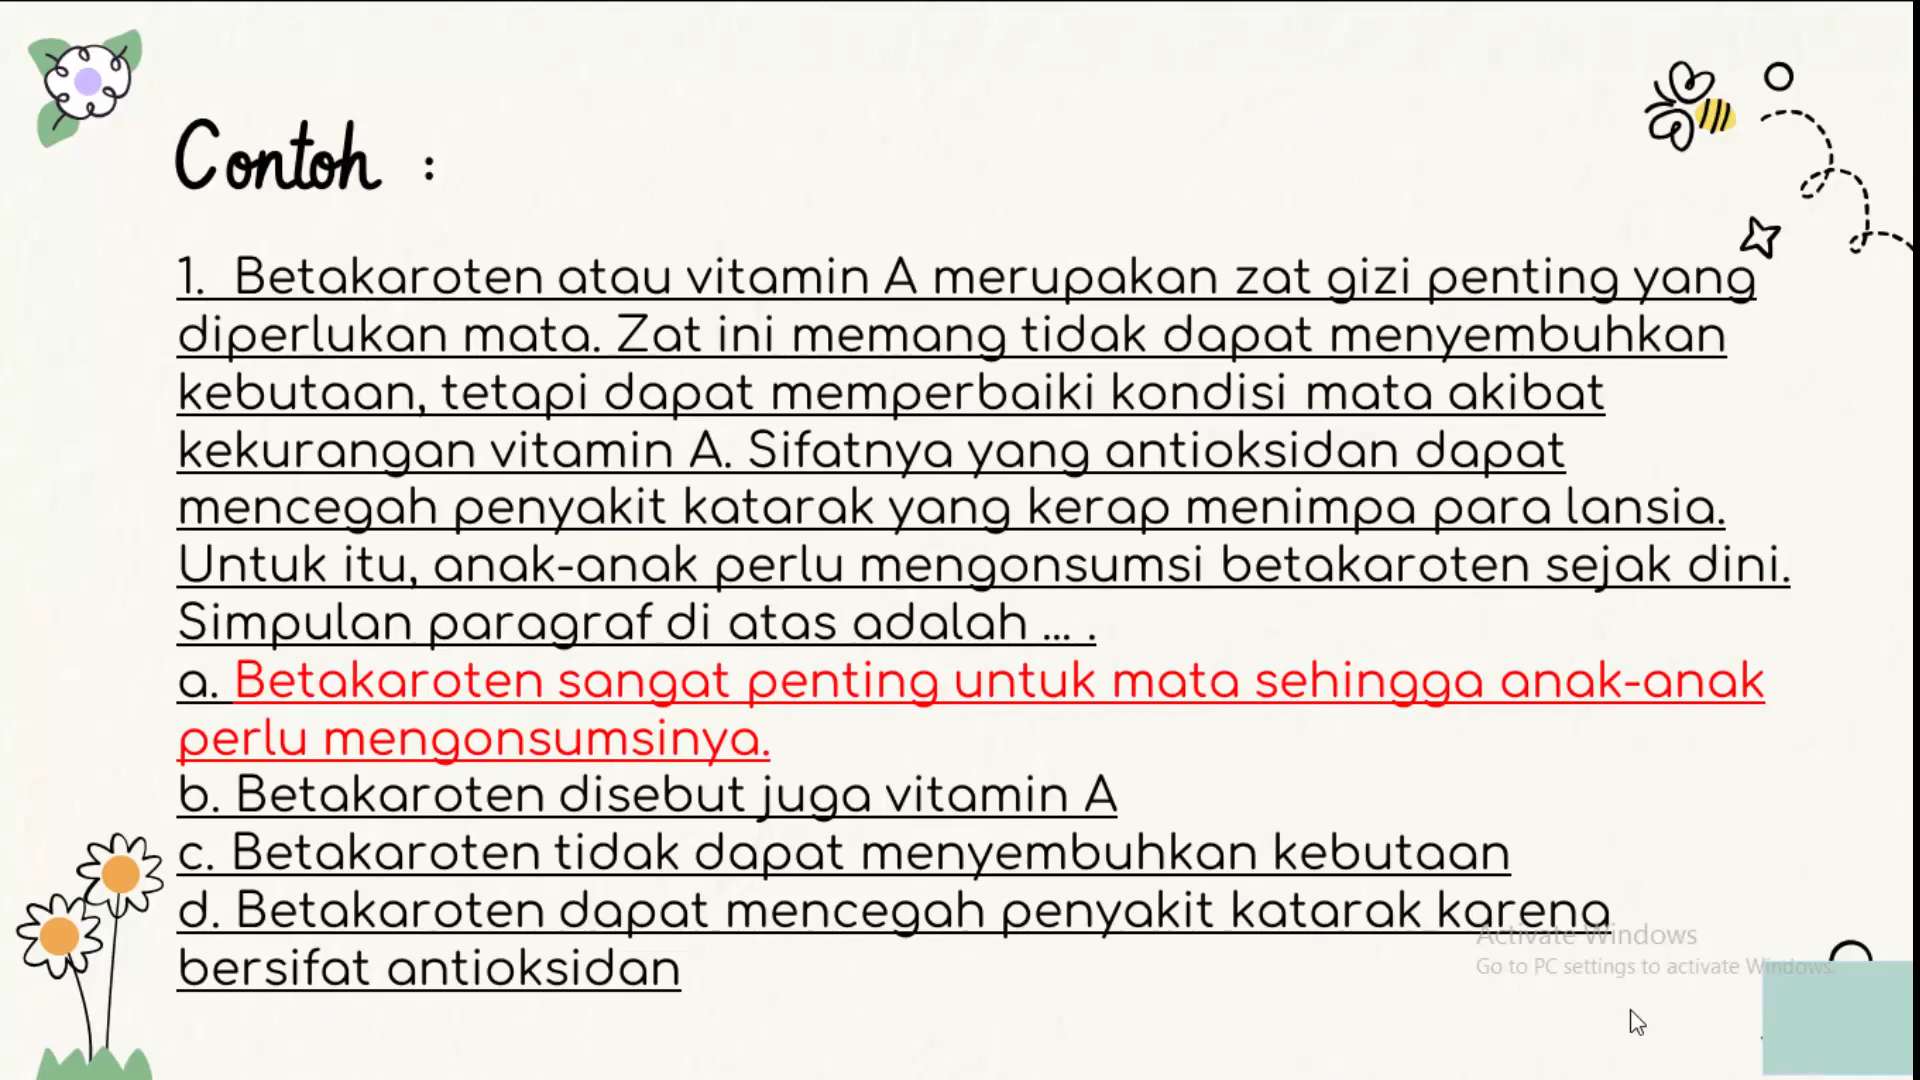 Contoh :
1. Betakaroten atau vitamin A merupakan zat gizi penting yang
diperlukan mata. Zat ini memang tidak dapat menyembuhkan
kebutaan, tetapi dapat memperbaiki kondisi mata akibat
kekurangan vitamin A. Sifatnya yang antioksidan dapat
mencegah penyakit katarak yang kerap menimpa para lansia.
Untuk itu, anak-anak perlu mengonsumsi betakaroten sejak dini.
Simpulan paragraf di atas adalah ... .
a. Betakaroten sangat penting untuk mata sehingga anak-anak
perlu mengonsumsinya.
b. Betakaroten disebut juga vitamin A
c. Betakaroten tidak dapat menyembuhkan kebutaan
d. Betakaroten dapat mencegah penyakit katarak karena
bersifat antioksidan
Activate Windows
Go to PC settings to activate Windows.